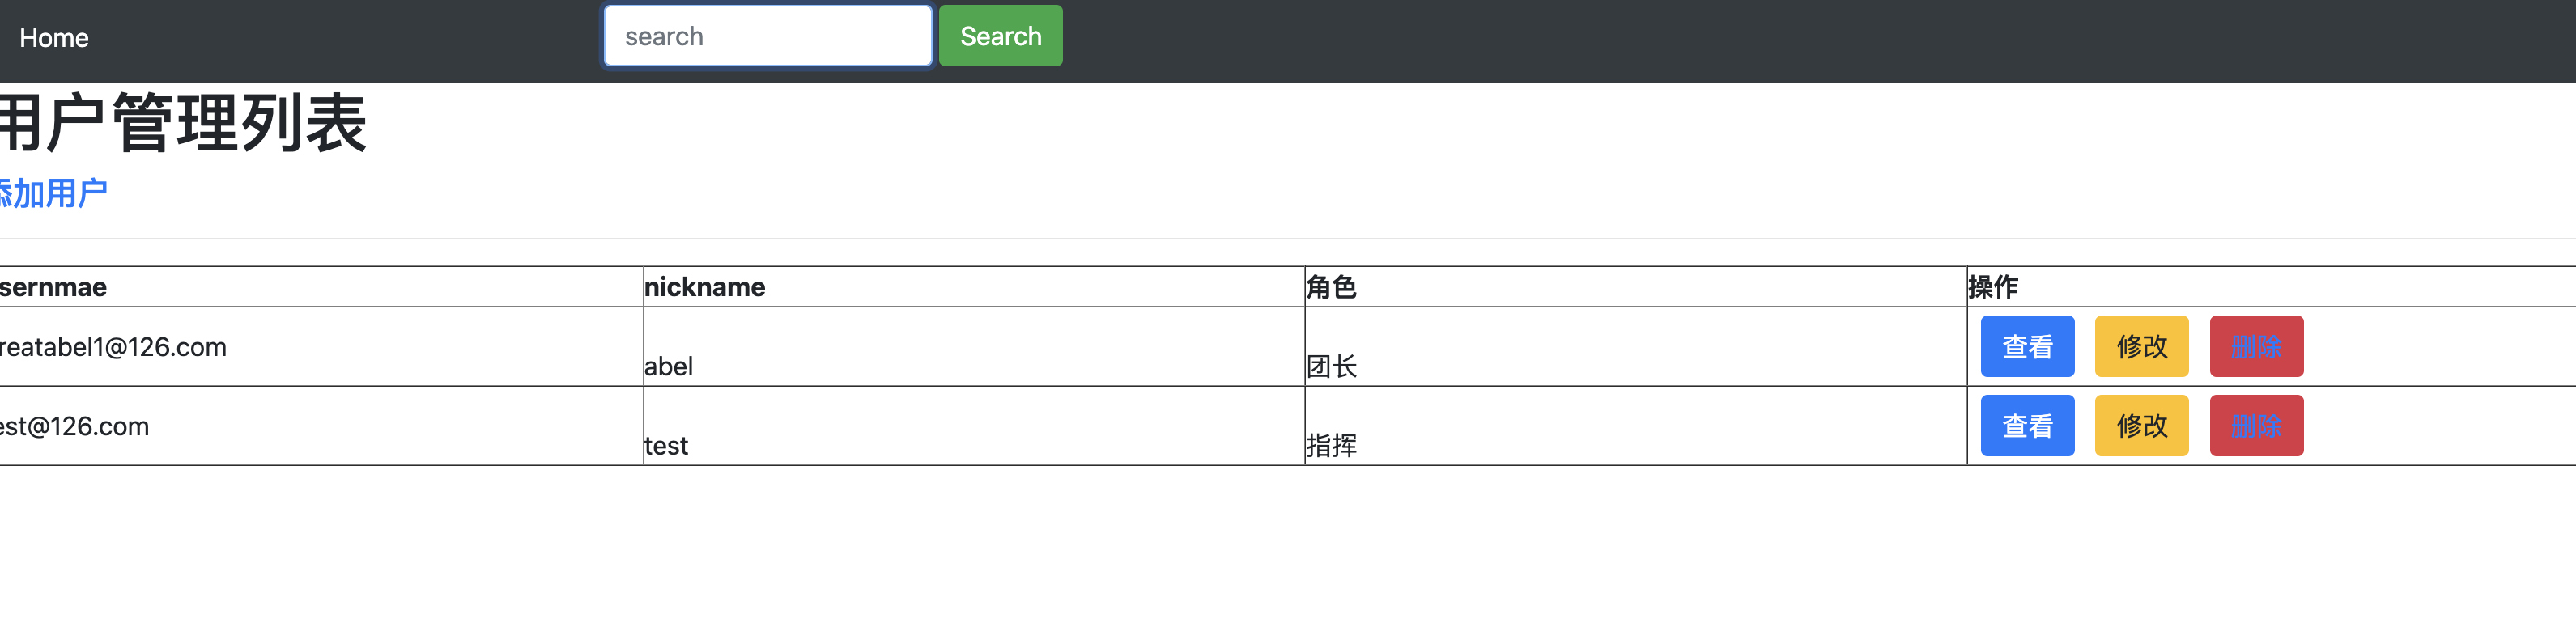 Home search Search
用户管理列表
添加用户
sernmae nickname 角色 操作
reatabel1@126.com abel 团长 查看 修改 删除
est@126.com test 指挥 查看 修改 删除